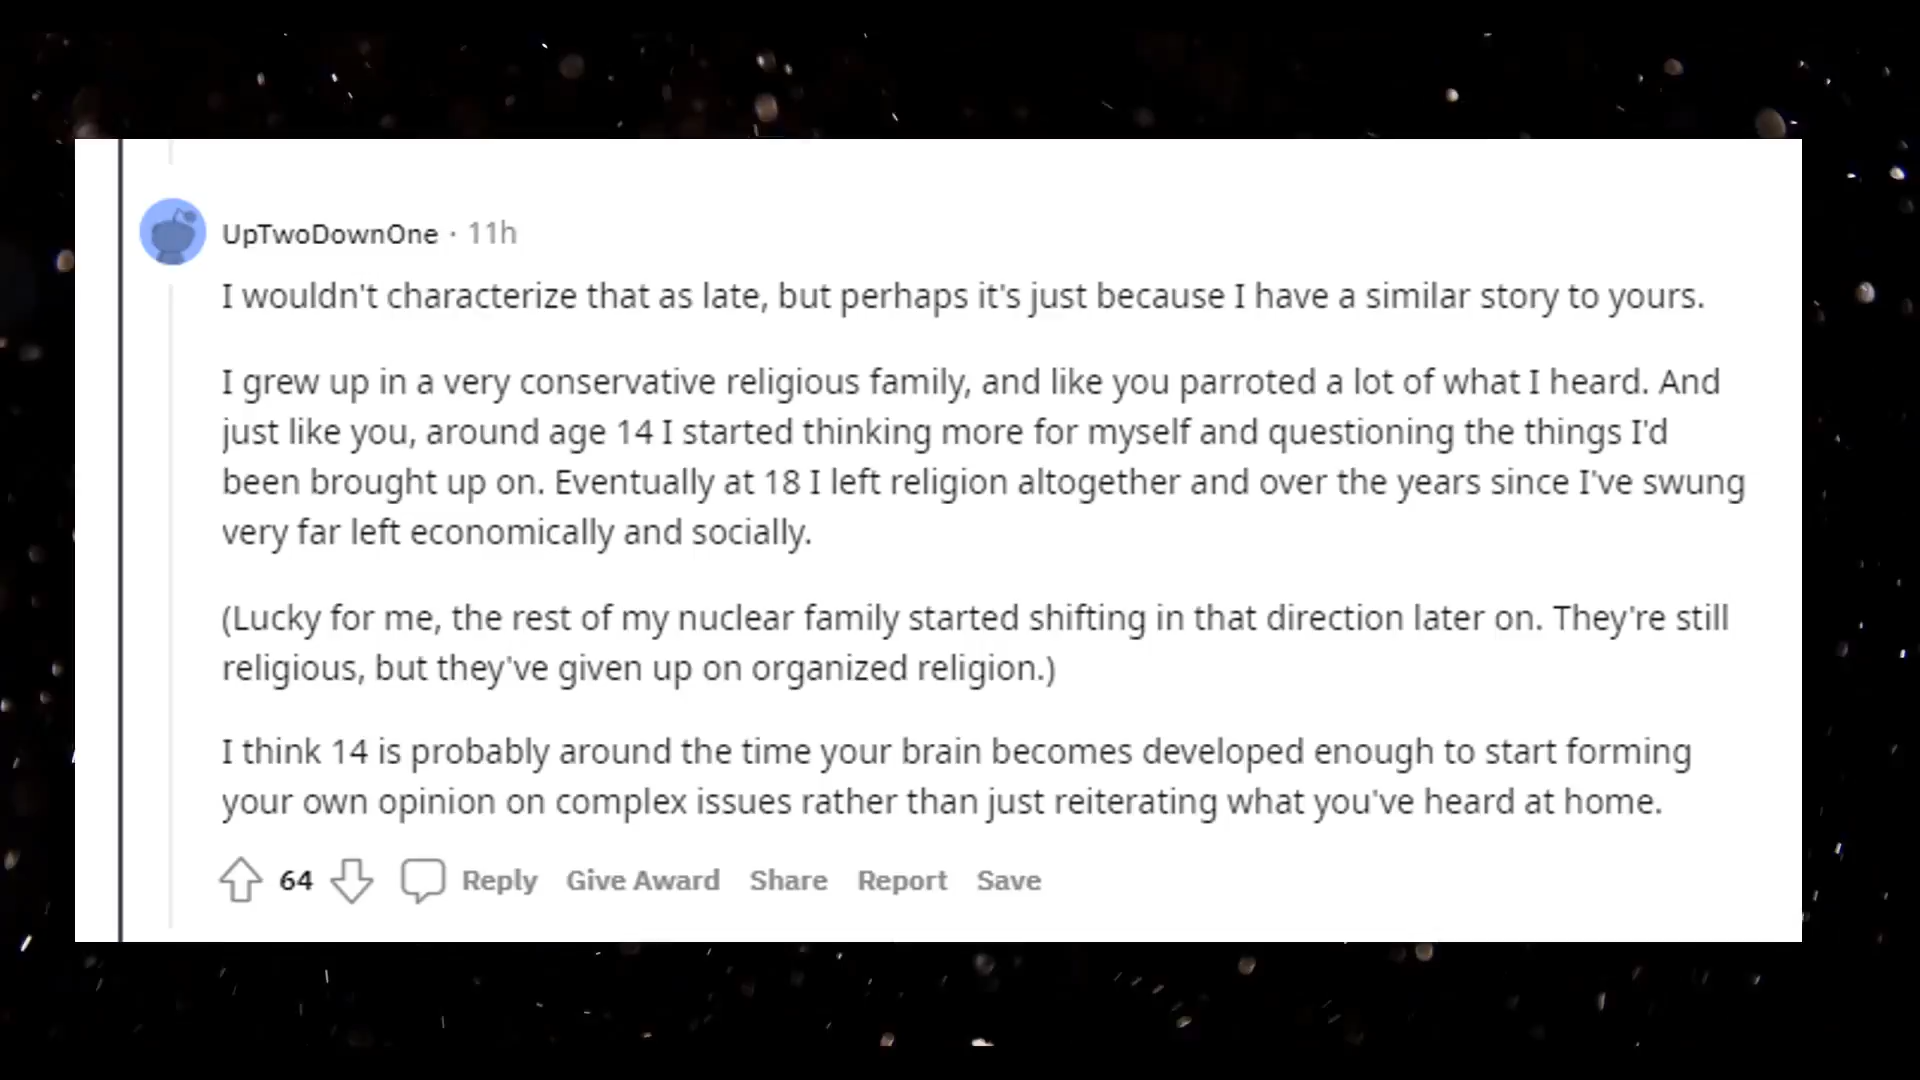 UpTwoDownOne · 11h
I wouldn't characterize that as late, but perhaps it's just because I have a similar story to yours.
I grew up in a very conservative religious family, and like you parroted a lot of what I heard. And
just like you, around age 14 I started thinking more for myself and questioning the things I'd
been brought up on. Eventually at 18 I left religion altogether and over the years since I've swung
very far left economically and socially.
(Lucky for me, the rest of my nuclear family started shifting in that direction later on. They're still
religious, but they've given up on organized religion.)
I think 14 is probably around the time your brain becomes developed enough to start forming
your own opinion on complex issues rather than just reiterating what you've heard at home.
64 Reply Give Award Share Report Save